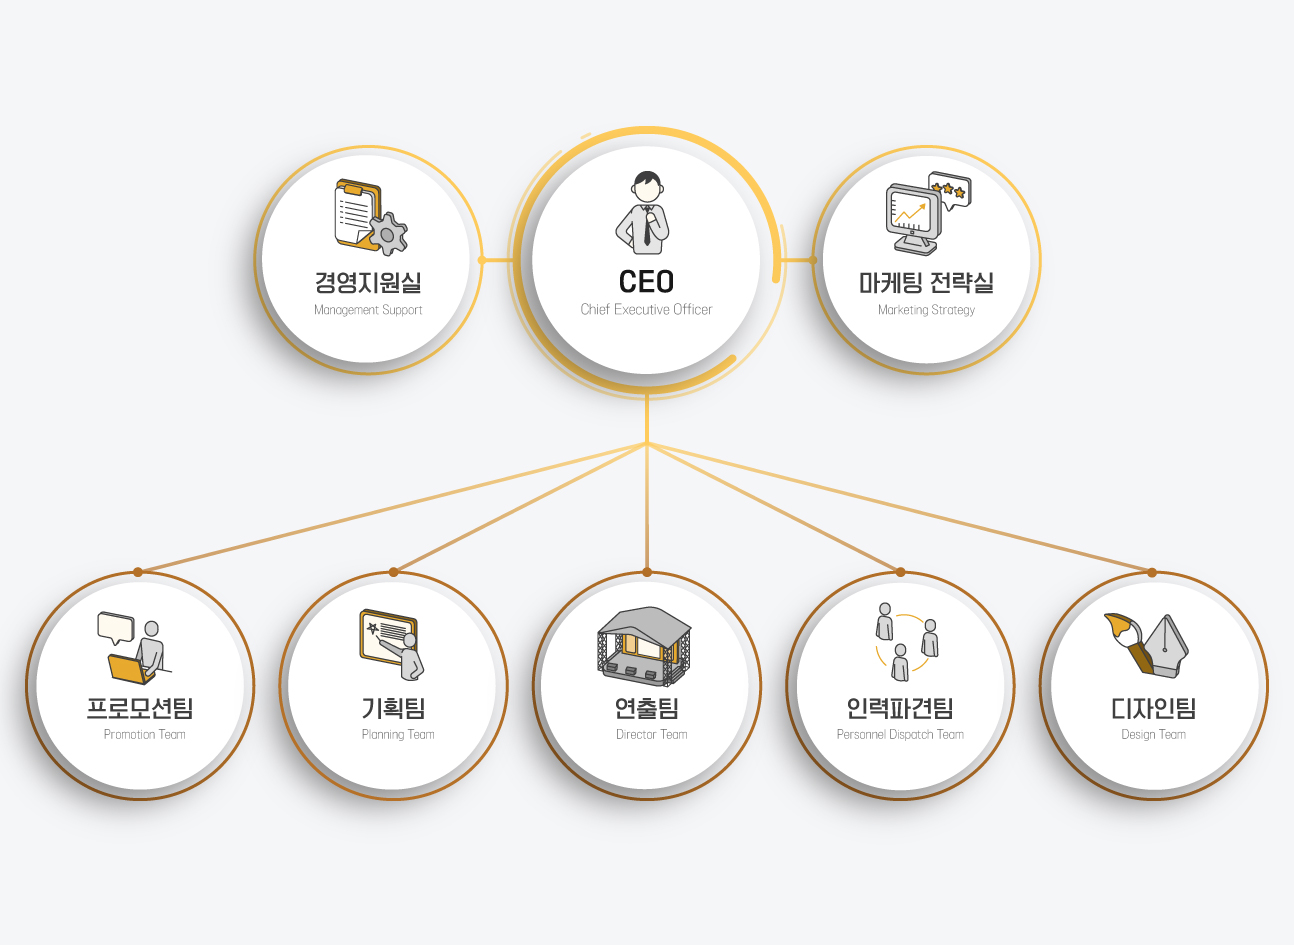 경영지원실
Management Support
CEO
Chief Executive Officer
마케팅 전략실
Marketing Strategy
프로모션팀
Promotion Team
기획팀
Planning Team
연출팀
Director Team
인력파견팀
Personnel Dispatch Team
디자인팀
Design Team